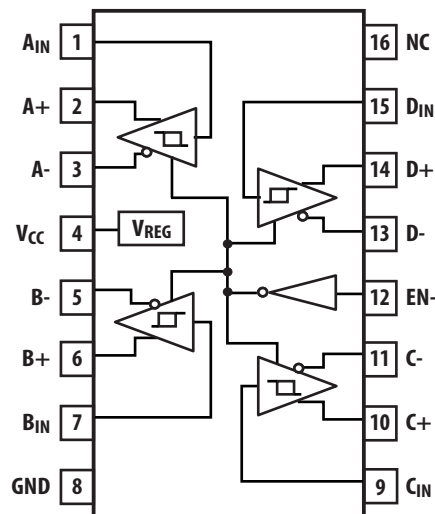 AIN 1
A+ 2
A- 3
VCC 4 VREG
B- 5
B+ 6
BIN 7
GND 8
16 NC
15 DIN
14 D+
13 D-
12 EN-
11 C-
10 C+
9 CIN